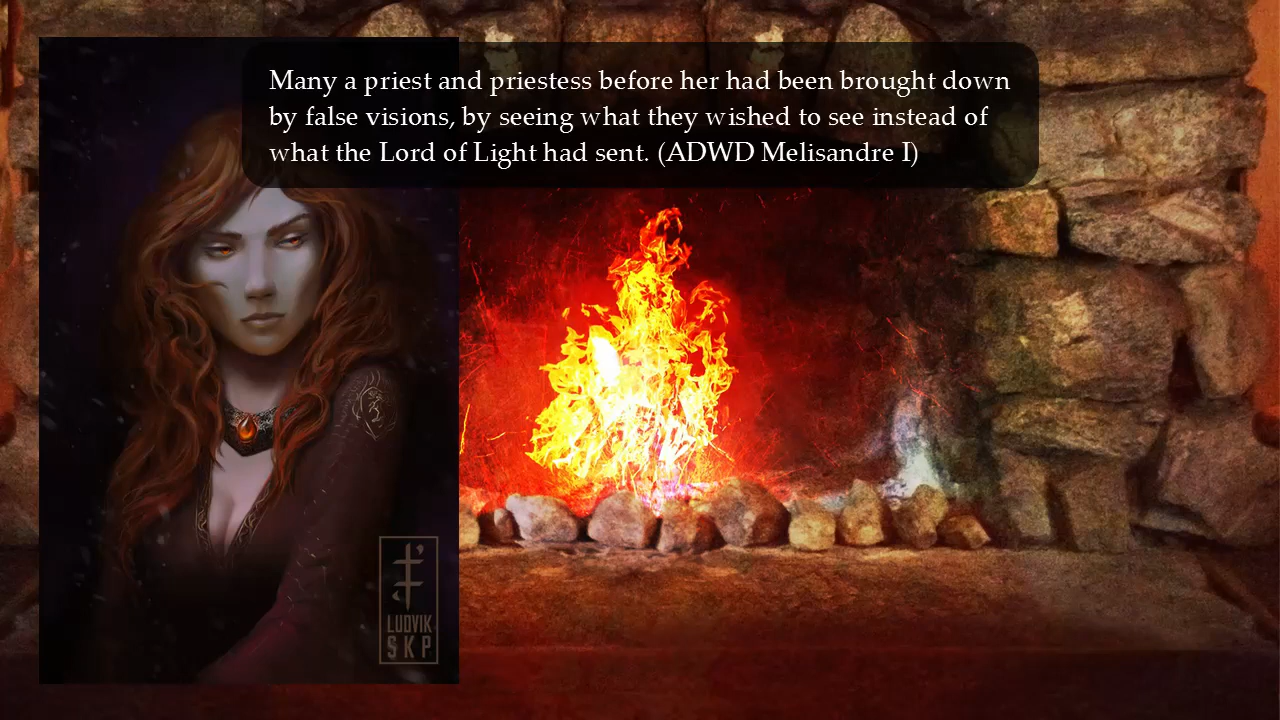 Many a priest and priestess before her had been brought down
by false visions, by seeing what they wished to see instead of
what the Lord of Light had sent. (ADWD Melisandre I)
LUDVIK
SKP